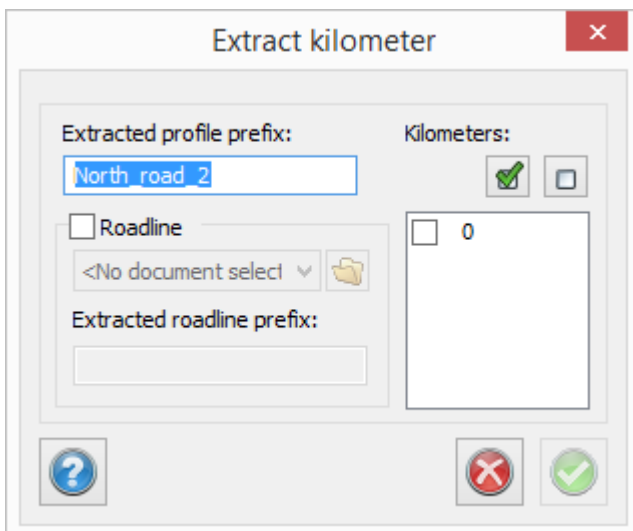 Extract kilometer
Extracted profile prefix:
Kilometers:
North_road_2
Roadline
0
<No document select
Extracted roadline prefix: